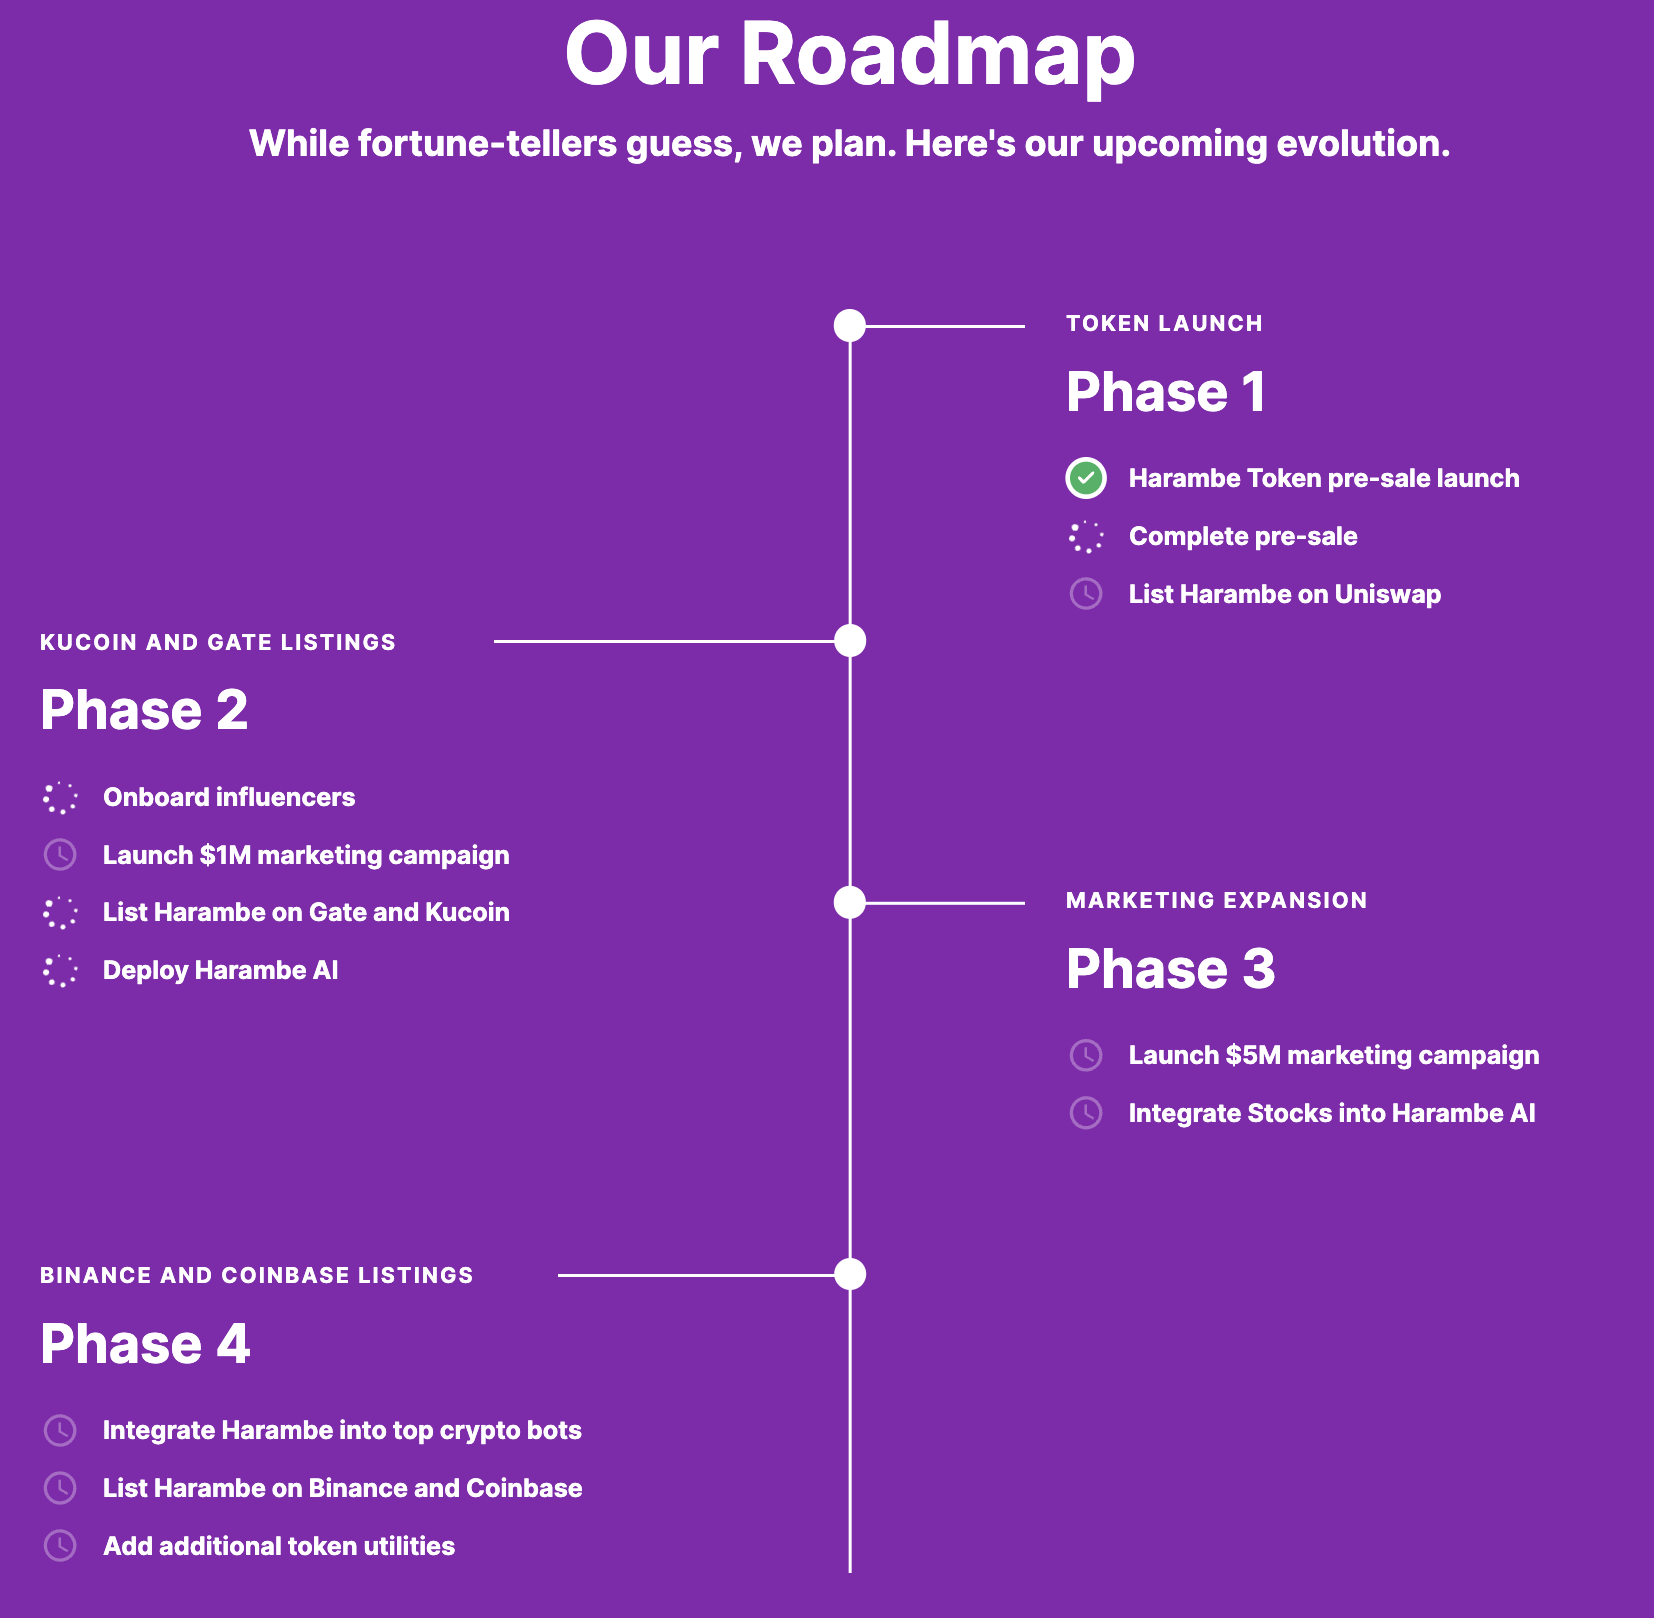 Our Roadmap
While fortune-tellers guess, we plan. Here's our upcoming evolution.
TOKEN LAUNCH
Phase 1
Harambe Token pre-sale launch
Complete pre-sale
List Harambe on Uniswap
KUCOIN AND GATE LISTINGS
Phase 2
Onboard influencers
Launch $1M marketing campaign
List Harambe on Gate and Kucoin
Deploy Harambe AI
MARKETING EXPANSION
Phase 3
Launch $5M marketing campaign
Integrate Stocks into Harambe AI
BINANCE AND COINBASE LISTINGS
Phase 4
Integrate Harambe into top crypto bots
List Harambe on Binance and Coinbase
Add additional token utilities